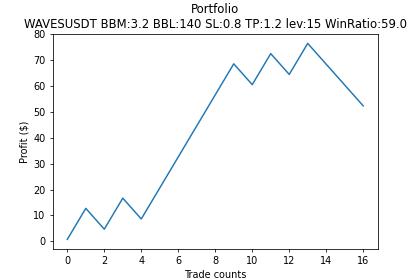 Portfolio
WAVESUSDT BBM:3.2 BBL:140 SL:0.8 TP:1.2 lev:15 WinRatio:59.0
80
70
60
50
40
30
20
10
0
Profit ($)
0 2 4 6 8 10 12 14 16
Trade counts